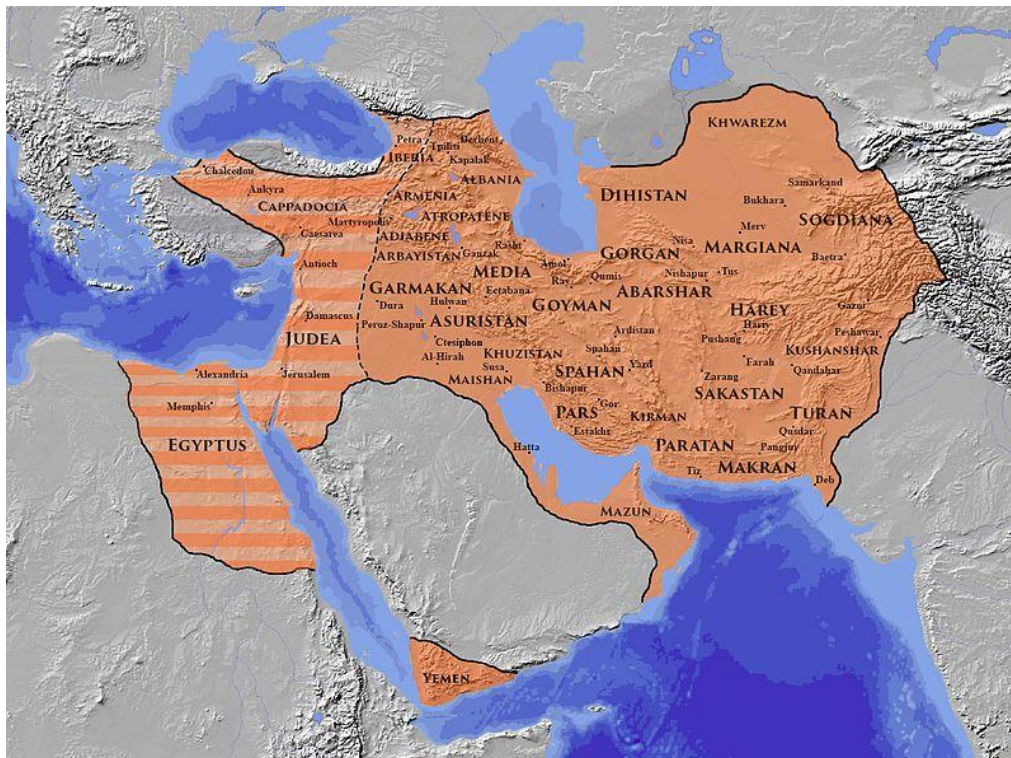 KHWAREZM
Petra
Derbent
Tpiliti
IBERIA
Kapalak
Chalcedon
ALBANIA
Samarkand
Ankyra
ARMENIA
DIHISTAN
Bukhara
CAPPADOCIA
Martyropolis
ATROPATENE
SOGDIANA
Caesarea
ADIABENE
Merv
Rasht
Nisa
MARGIANA
ARBAYISTAN
Ganzak
GORGAN
Baetra
Antioch
Amol
MEDIA
Ray
Qumis
Nishapur
Tus
GARMAKAN
Ectabana
ABARSHAR
Dura
Hulwan
GOYMAN
HAREY
Gazni
Damascus
Peroz-Shapur
ASURISTAN
Hariy
Ardistan
Pushang
Peshawar
JUDEA
Ctesiphon
Spahan
KUSHANSHAR
Al-Hirah
KHUZISTAN
Yazd
Farah
Qandahar
Alexandria
Jerusalem
Susa
SPAHAN
Zarang
MAISHAN
Bishapur
SAKASTAN
Memphis
Gor
PARS
KIRMAN
TURAN
Estakhr
Qusdar
EGYPTUS
Hatta
PARATAN
Pangjur
Tiz
MAKRAN
Deb
MAZUN
YEMEN